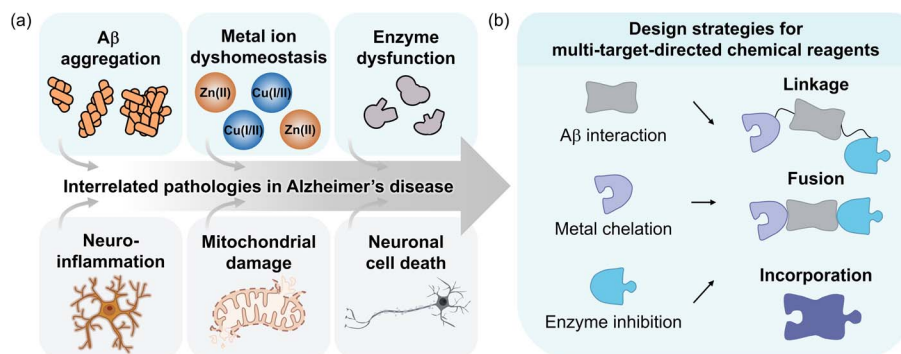 (a)
Aβ
aggregation
Metal ion
dyshomeostasis
Zn(II)
Cu(I/II)
Cu(I/II)
Zn(II)
Enzyme
dysfunction
Interrelated pathologies in Alzheimer's disease
Neuro-
inflammation
Mitochondrial
damage
Neuronal
cell death
(b)
Design strategies for
multi-target-directed chemical reagents
Aβ interaction
Linkage
Metal chelation
Fusion
Enzyme inhibition
Incorporation